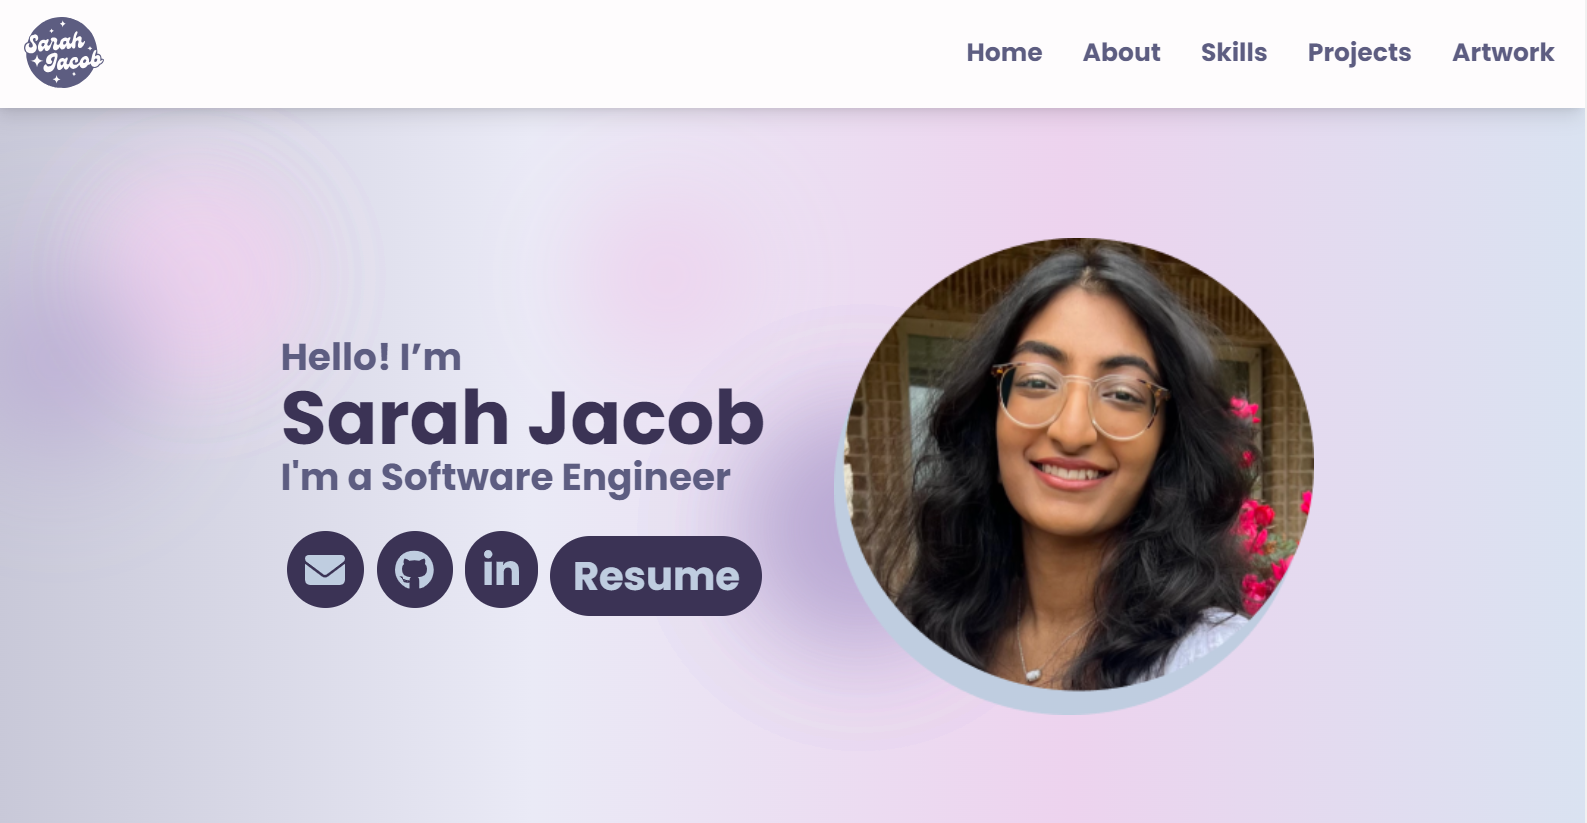 Sarah
Jacob
Home About Skills Projects Artwork
Hello! I’m
Sarah Jacob
I'm a Software Engineer
in Resume